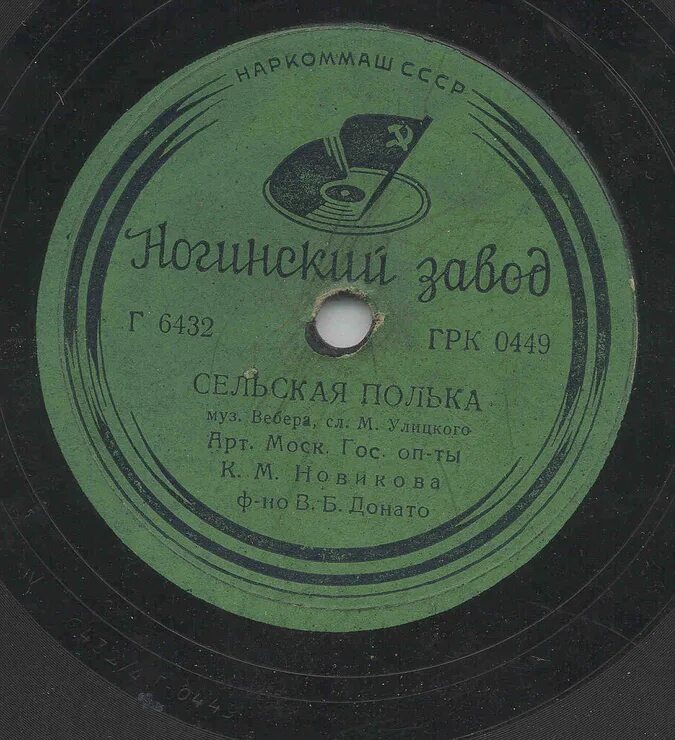 НАРКОММАШ СССР
Ногинский завод
Г 6432
ГРК 0449
СЕЛЬСКАЯ ПОЛЬКА
муз. Вебера, сл. М. Улицкого
Арт. Моск. Гос. оп-ты
К. М. Новикова
ф-но В. Б. Донато